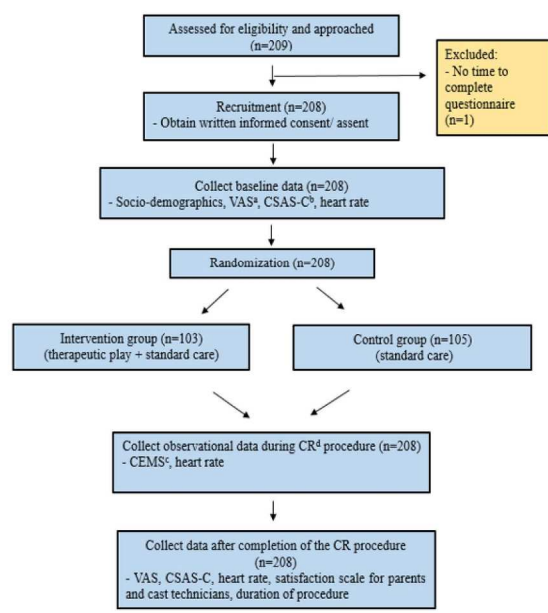 Assessed for eligibility and approached
(n=209)
Excluded:
- No time to
complete
questionnaire
(n=1)
Recruitment (n=208)
- Obtain written informed consent/ assent
Collect baseline data (n=208)
- Socio-demographics, VASᵃ, CSAS-Cᵇ, heart rate
Randomization (n=208)
Intervention group (n=103)
(therapeutic play + standard care)
Control group (n=105)
(standard care)
Collect observational data during CRᵈ procedure (n=208)
- CEMSᶜ, heart rate
Collect data after completion of the CR procedure
(n=208)
- VAS, CSAS-C, heart rate, satisfaction scale for parents
and cast technicians, duration of procedure